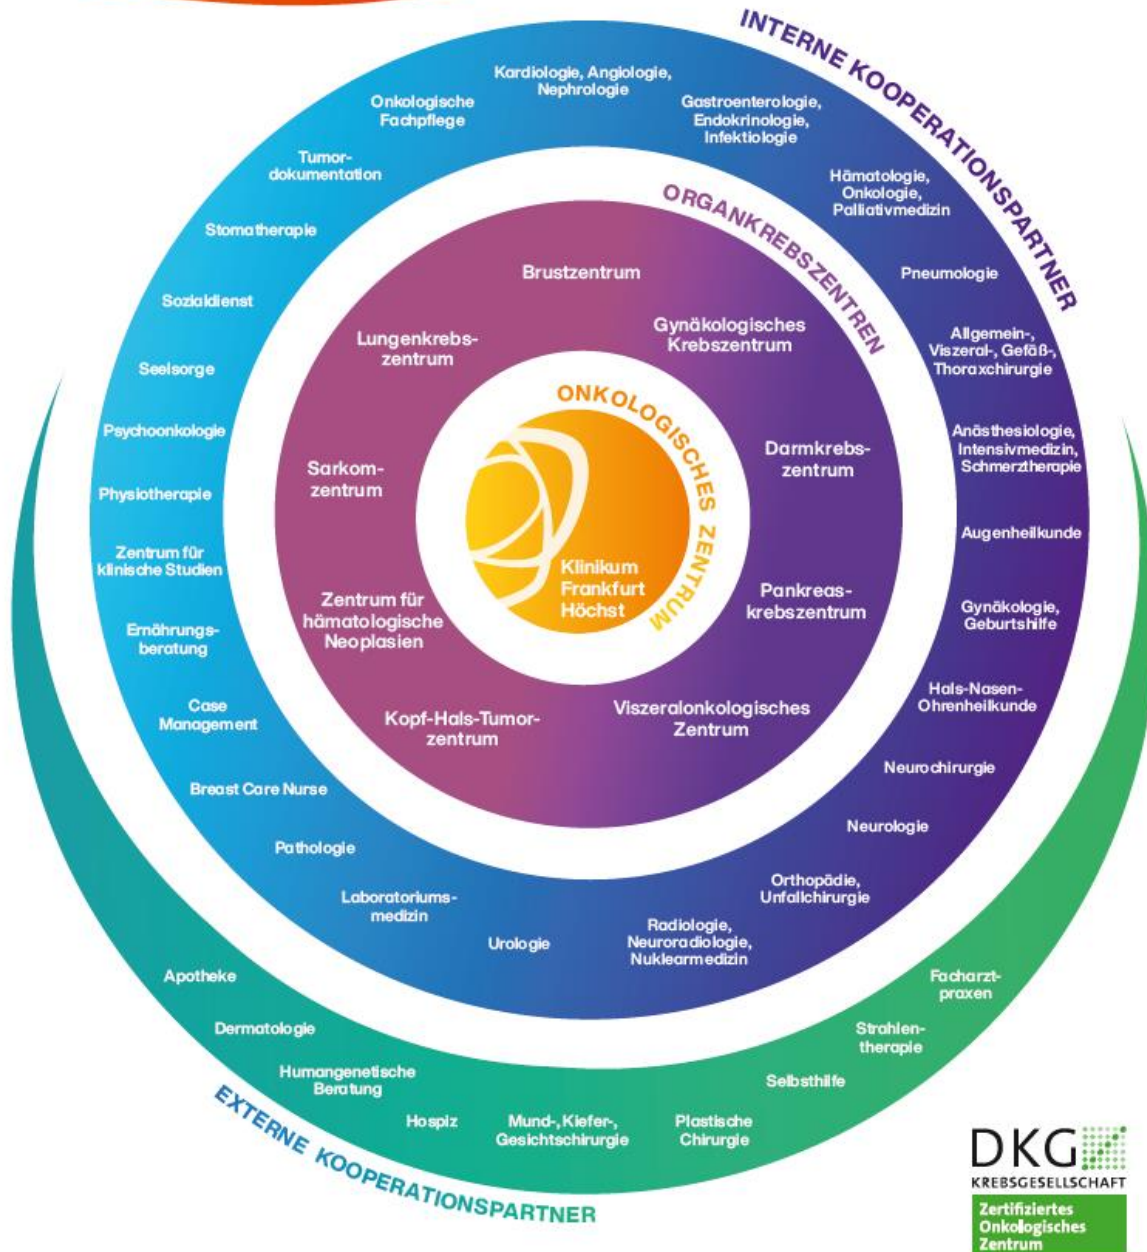 INTERNE KOOPERATIONSPARTNER
Kardiologie, Angiologie,
Nephrologie
Gastroenterologie,
Endokrinologie,
Infektiologie
Hämatologie,
Onkologie,
Palliativmedizin
Pneumologie
Allgemein-,
Viszeral-, Gefäß-,
Thoraxchirurgie
Anästhesiologie,
Intensivmedizin,
Schmerztherapie
Augenheilkunde
Gynäkologie,
Geburtshilfe
Hals-Nasen-
Ohrenheilkunde
Neurochirurgie
Neurologie
Orthopädie,
Unfallchirurgie
Radiologie,
Neuroradiologie,
Nuklearmedizin
Urologie
Laboratoriums-
medizin
Pathologie
Breast Care Nurse
Case
Management
Ernährungs-
beratung
Zentrum für
klinische Studien
Physiotherapie
Psychoonkologie
Seelsorge
Sozialdienst
Stomatherapie
Tumor-
dokumentation
Onkologische
Fachpflege
ORGANKREBSZENTREN
Brustzentrum
Gynäkologisches
Krebszentrum
Darmkrebs-
zentrum
Pankreas-
krebszentrum
Viszeralonkologisches
Zentrum
Kopf-Hals-Tumor-
zentrum
Zentrum für
hämatologische
Neoplasien
Sarkom-
zentrum
Lungenkrebs-
zentrum
ONKOLOGISCHES ZENTRUM
Klinikum
Frankfurt
Höchst
Apotheke
Dermatologie
Humangenetische
Beratung
Hospiz
Mund-, Kiefer-,
Gesichtschirurgie
Plastische
Chirurgie
Selbsthilfe
Strahlen-
therapie
Facharzt-
praxen
EXTERNE KOOPERATIONSPARTNER
DKG
KREBSGESELLSCHAFT
Zertifiziertes
Onkologisches
Zentrum